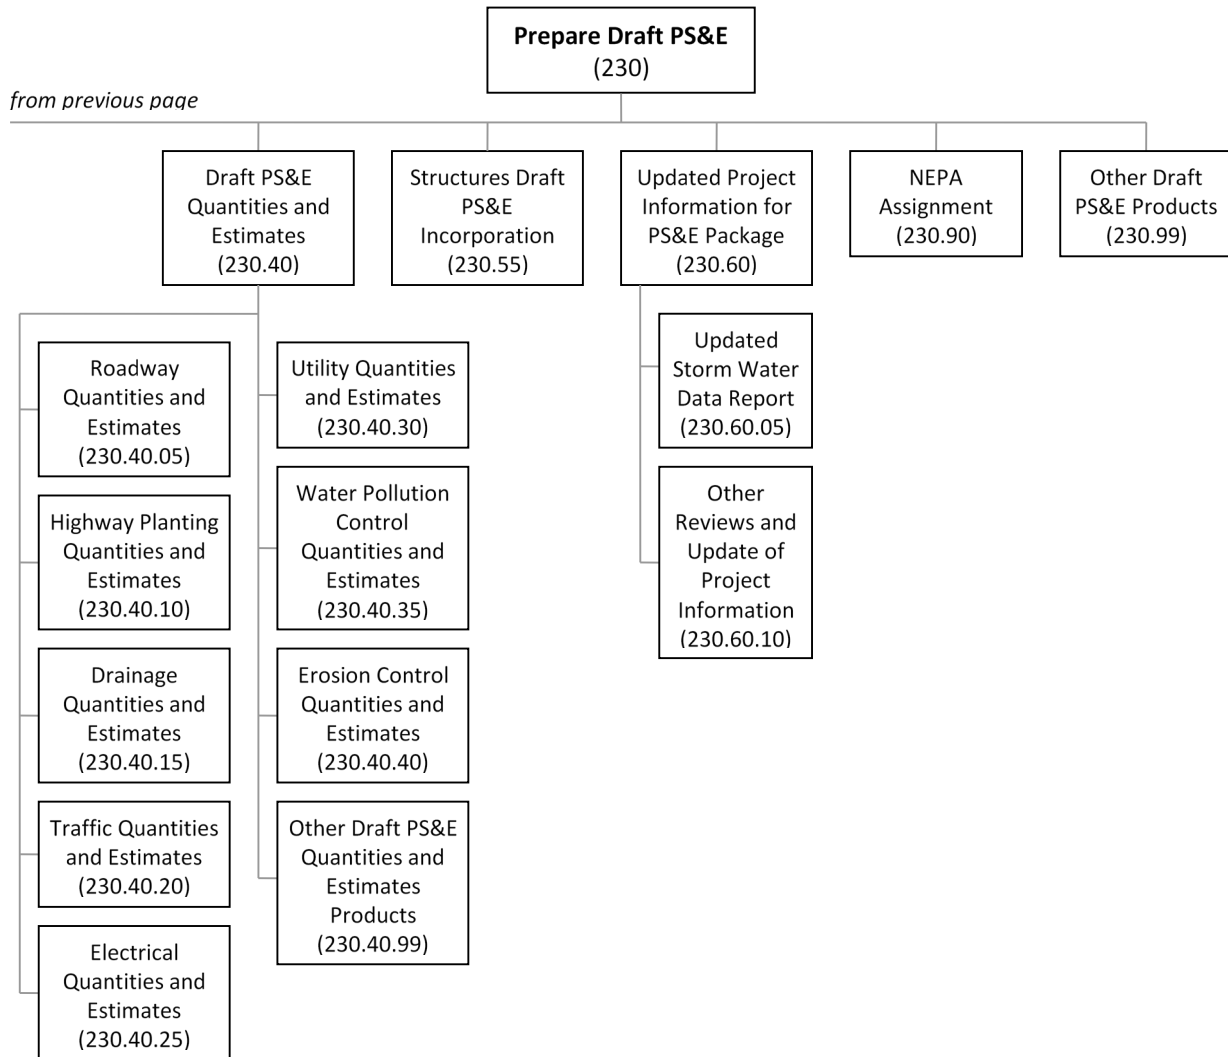 Prepare Draft PS&E
(230)
from previous page
Draft PS&E
Quantities and
Estimates
(230.40)
Structures Draft
PS&E
Incorporation
(230.55)
Updated Project
Information for
PS&E Package
(230.60)
NEPA
Assignment
(230.90)
Other Draft
PS&E Products
(230.99)
Roadway
Quantities and
Estimates
(230.40.05)
Highway Planting
Quantities and
Estimates
(230.40.10)
Drainage
Quantities and
Estimates
(230.40.15)
Traffic Quantities
and Estimates
(230.40.20)
Electrical
Quantities and
Estimates
(230.40.25)
Utility Quantities
and Estimates
(230.40.30)
Water Pollution
Control
Quantities and
Estimates
(230.40.35)
Erosion Control
Quantities and
Estimates
(230.40.40)
Other Draft PS&E
Quantities and
Estimates
Products
(230.40.99)
Updated
Storm Water
Data Report
(230.60.05)
Other
Reviews and
Update of
Project
Information
(230.60.10)